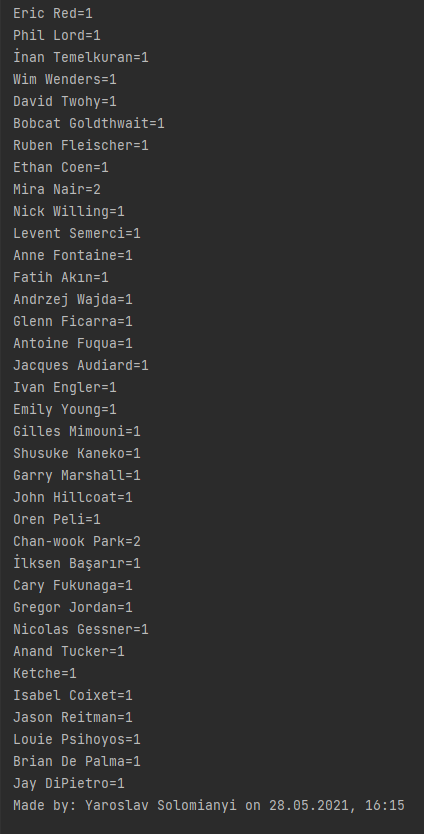 Eric Red=1
Phil Lord=1
İnan Temelkuran=1
Wim Wenders=1
David Twohy=1
Bobcat Goldthwait=1
Ruben Fleischer=1
Ethan Coen=1
Mira Nair=2
Nick Willing=1
Levent Semerci=1
Anne Fontaine=1
Fatih Akın=1
Andrzej Wajda=1
Glenn Ficarra=1
Antoine Fuqua=1
Jacques Audiard=1
Ivan Engler=1
Emily Young=1
Gilles Mimouni=1
Shusuke Kaneko=1
Garry Marshall=1
John Hillcoat=1
Oren Peli=1
Chan-wook Park=2
İlksen Başarır=1
Cary Fukunaga=1
Gregor Jordan=1
Nicolas Gessner=1
Anand Tucker=1
Ketche=1
Isabel Coixet=1
Jason Reitman=1
Louie Psihoyos=1
Brian De Palma=1
Jay DiPietro=1
Made by: Yaroslav Solomianyi on 28.05.2021, 16:15